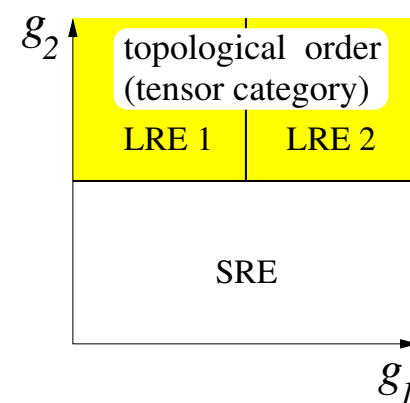 g2
topological order
(tensor category)
LRE 1 LRE 2
SRE
g1